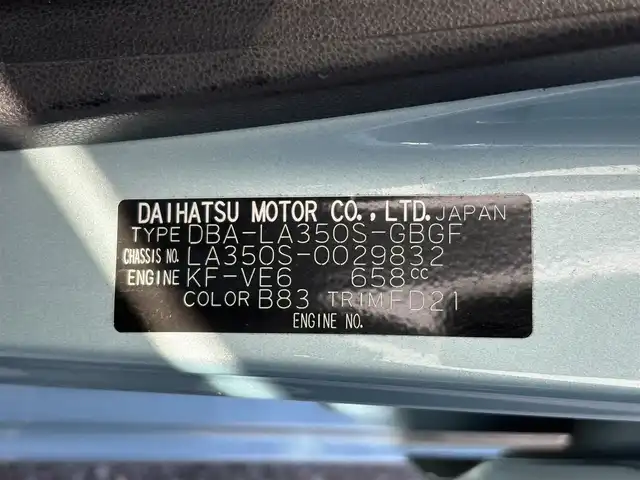 DAIHATSU MOTOR CO., LTD. JAPAN
TYPE DBA-LA350S-GBGF
CHASSIS NO. LA350S-0029832
ENGINE KF-VE6 658cc
COLOR B83 TRIM FD21
ENGINE NO.